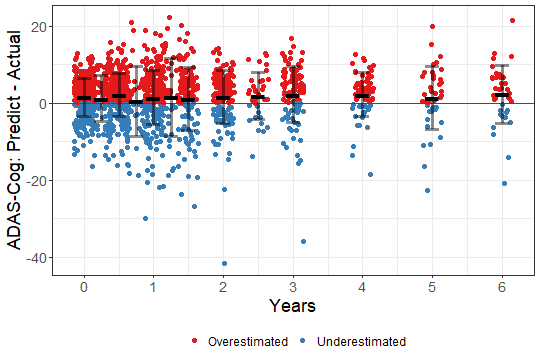 ADAS-Cog: Predict - Actual
20
0
-20
-40
0 1 2 3 4 5 6
Years
Overestimated Underestimated